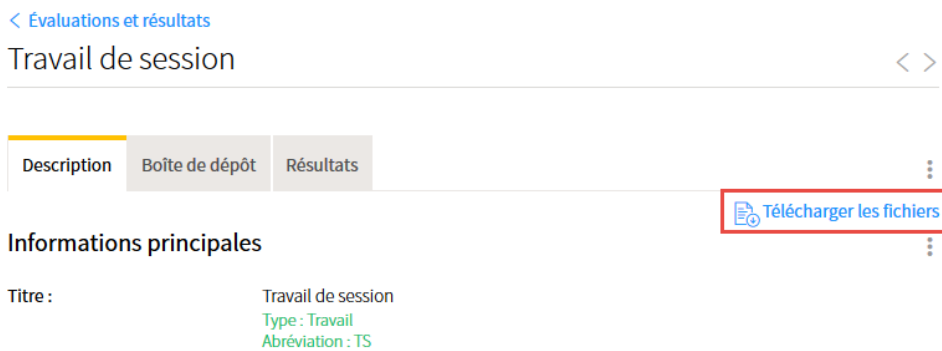 Évaluations et résultats
Travail de session
Description Boîte de dépôt Résultats
Télécharger les fichiers
Informations principales
Titre : Travail de session
Type : Travail
Abréviation : TS